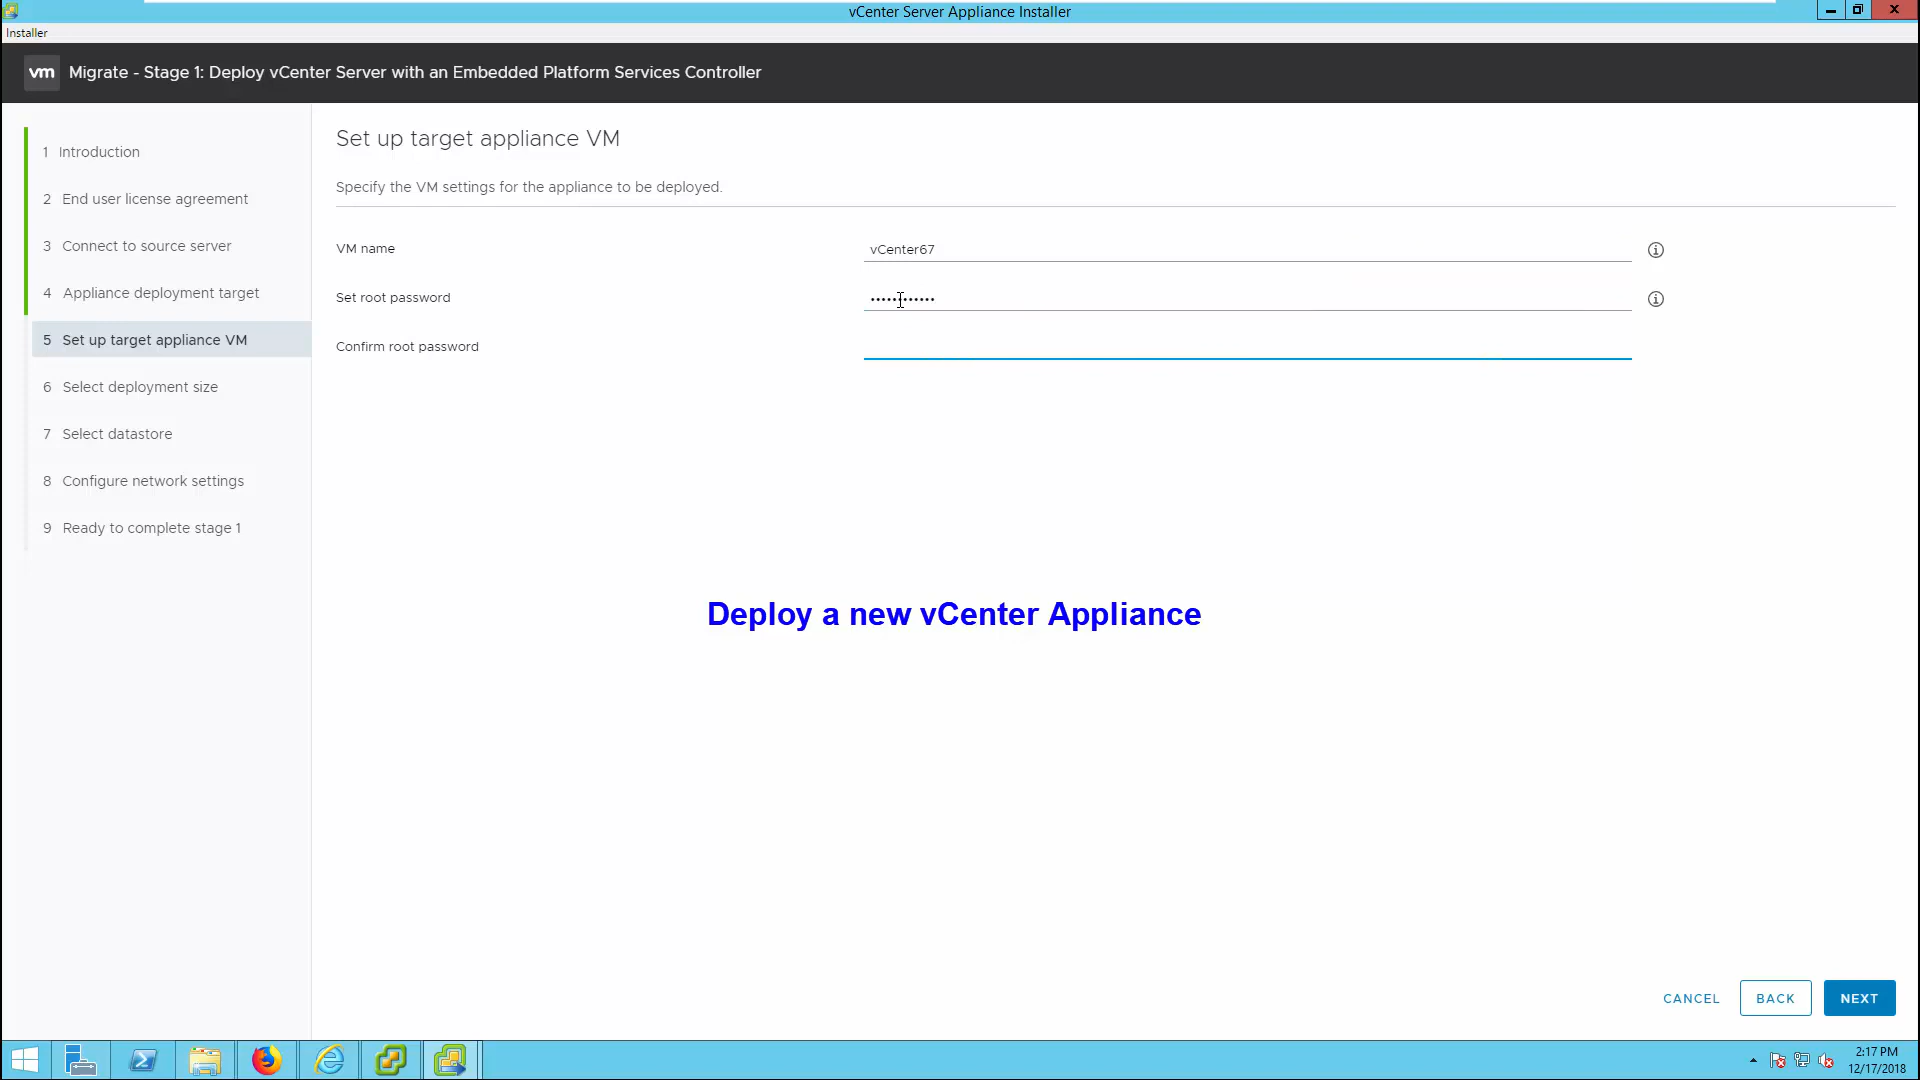 vCenter Server Appliance Installer
Installer
vm Migrate - Stage 1: Deploy vCenter Server with an Embedded Platform Services Controller
1 Introduction
2 End user license agreement
3 Connect to source server
4 Appliance deployment target
5 Set up target appliance VM
6 Select deployment size
7 Select datastore
8 Configure network settings
9 Ready to complete stage 1
Set up target appliance VM
Specify the VM settings for the appliance to be deployed.
VM name vCenter67
Set root password ••••••••••••
Confirm root password
Deploy a new vCenter Appliance
CANCEL BACK NEXT
2:17 PM
12/17/2018